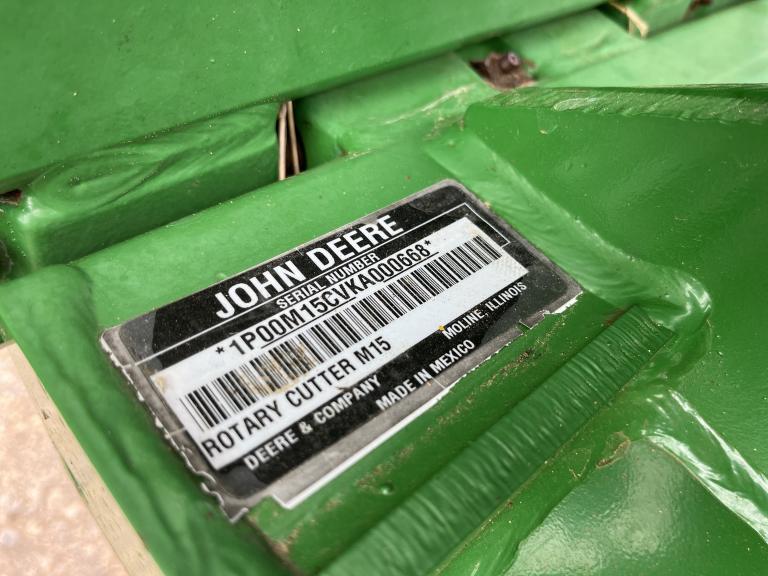 JOHN DEERE
SERIAL NUMBER
*1P00M15CVKA000668*
ROTARY CUTTER M15
DEERE & COMPANY MOLINE, ILLINOIS
MADE IN MEXICO